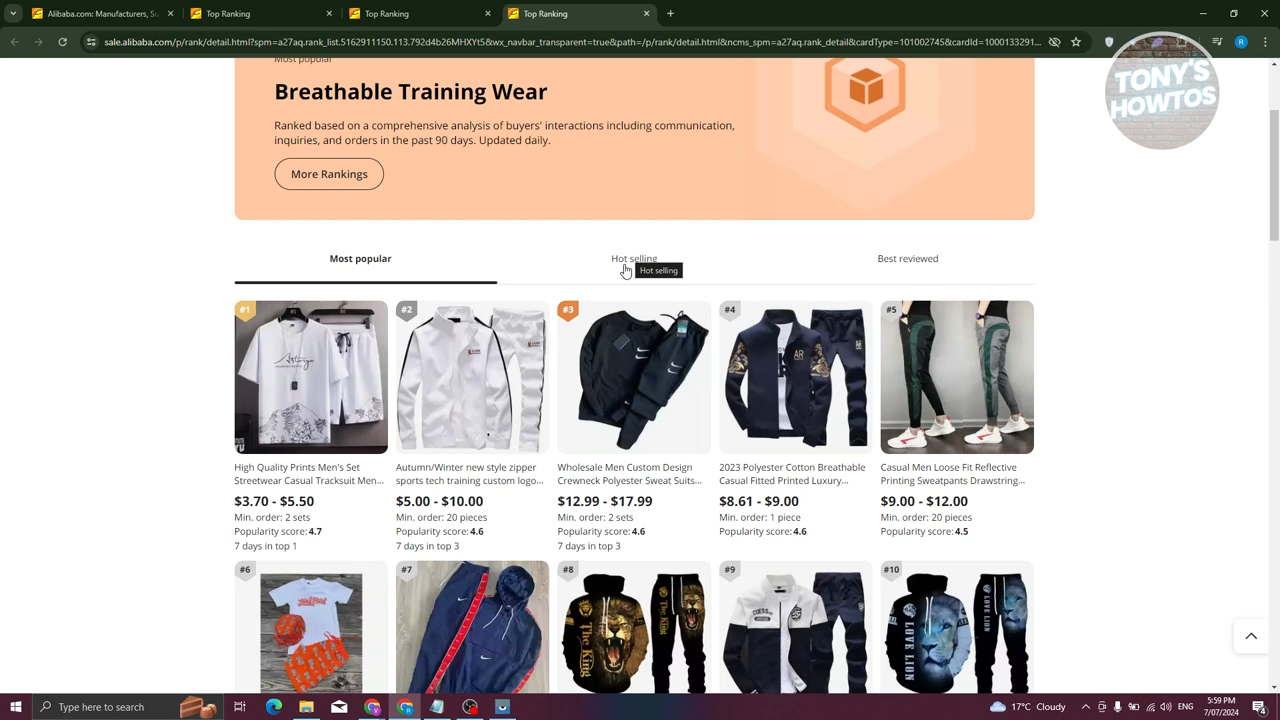 Alibaba.com: Manufacturers, Su
Top Ranking
Top Ranking
Top Ranking
sale.alibaba.com/p/rank/detail.html?spm=a27aq.rank_list.5162911150.113.792d4b26MHXYt5&wx_navbar_transparent=true&path=/p/rank/detail.html&ncms_spm=a27aq.rank_detail&cardType=101002745&cardId=1000133291...
R
TONY'S
HOWTOS
Most popular
Breathable Training Wear
Ranked based on a comprehensive analysis of buyers' interactions including communication,
inquiries, and orders in the past 90 days. Updated daily.
More Rankings
Most popular
Hot selling
Best reviewed
Hot selling
#1
#2
#3
#4
#5
High Quality Prints Men's Set
Streetwear Casual Tracksuit Men...
$3.70 - $5.50
Min. order: 2 sets
Popularity score: 4.7
7 days in top 1
Autumn/Winter new style zipper
sports tech training custom logo...
$5.00 - $10.00
Min. order: 20 pieces
Popularity score: 4.6
7 days in top 3
Wholesale Men Custom Design
Crewneck Polyester Sweat Suits...
$12.99 - $17.99
Min. order: 2 sets
Popularity score: 4.6
7 days in top 3
AR
2023 Polyester Cotton Breathable
Casual Fitted Printed Luxury...
$8.61 - $9.00
Min. order: 1 piece
Popularity score: 4.6
Casual Men Loose Fit Reflective
Printing Sweatpants Drawstring...
$9.00 - $12.00
Min. order: 20 pieces
Popularity score: 4.5
#6
#7
#8
#9
#10
The King
The King
LOVE LION
LOVE LION
Type here to search
17°C Cloudy
5:59 PM
7/07/2024